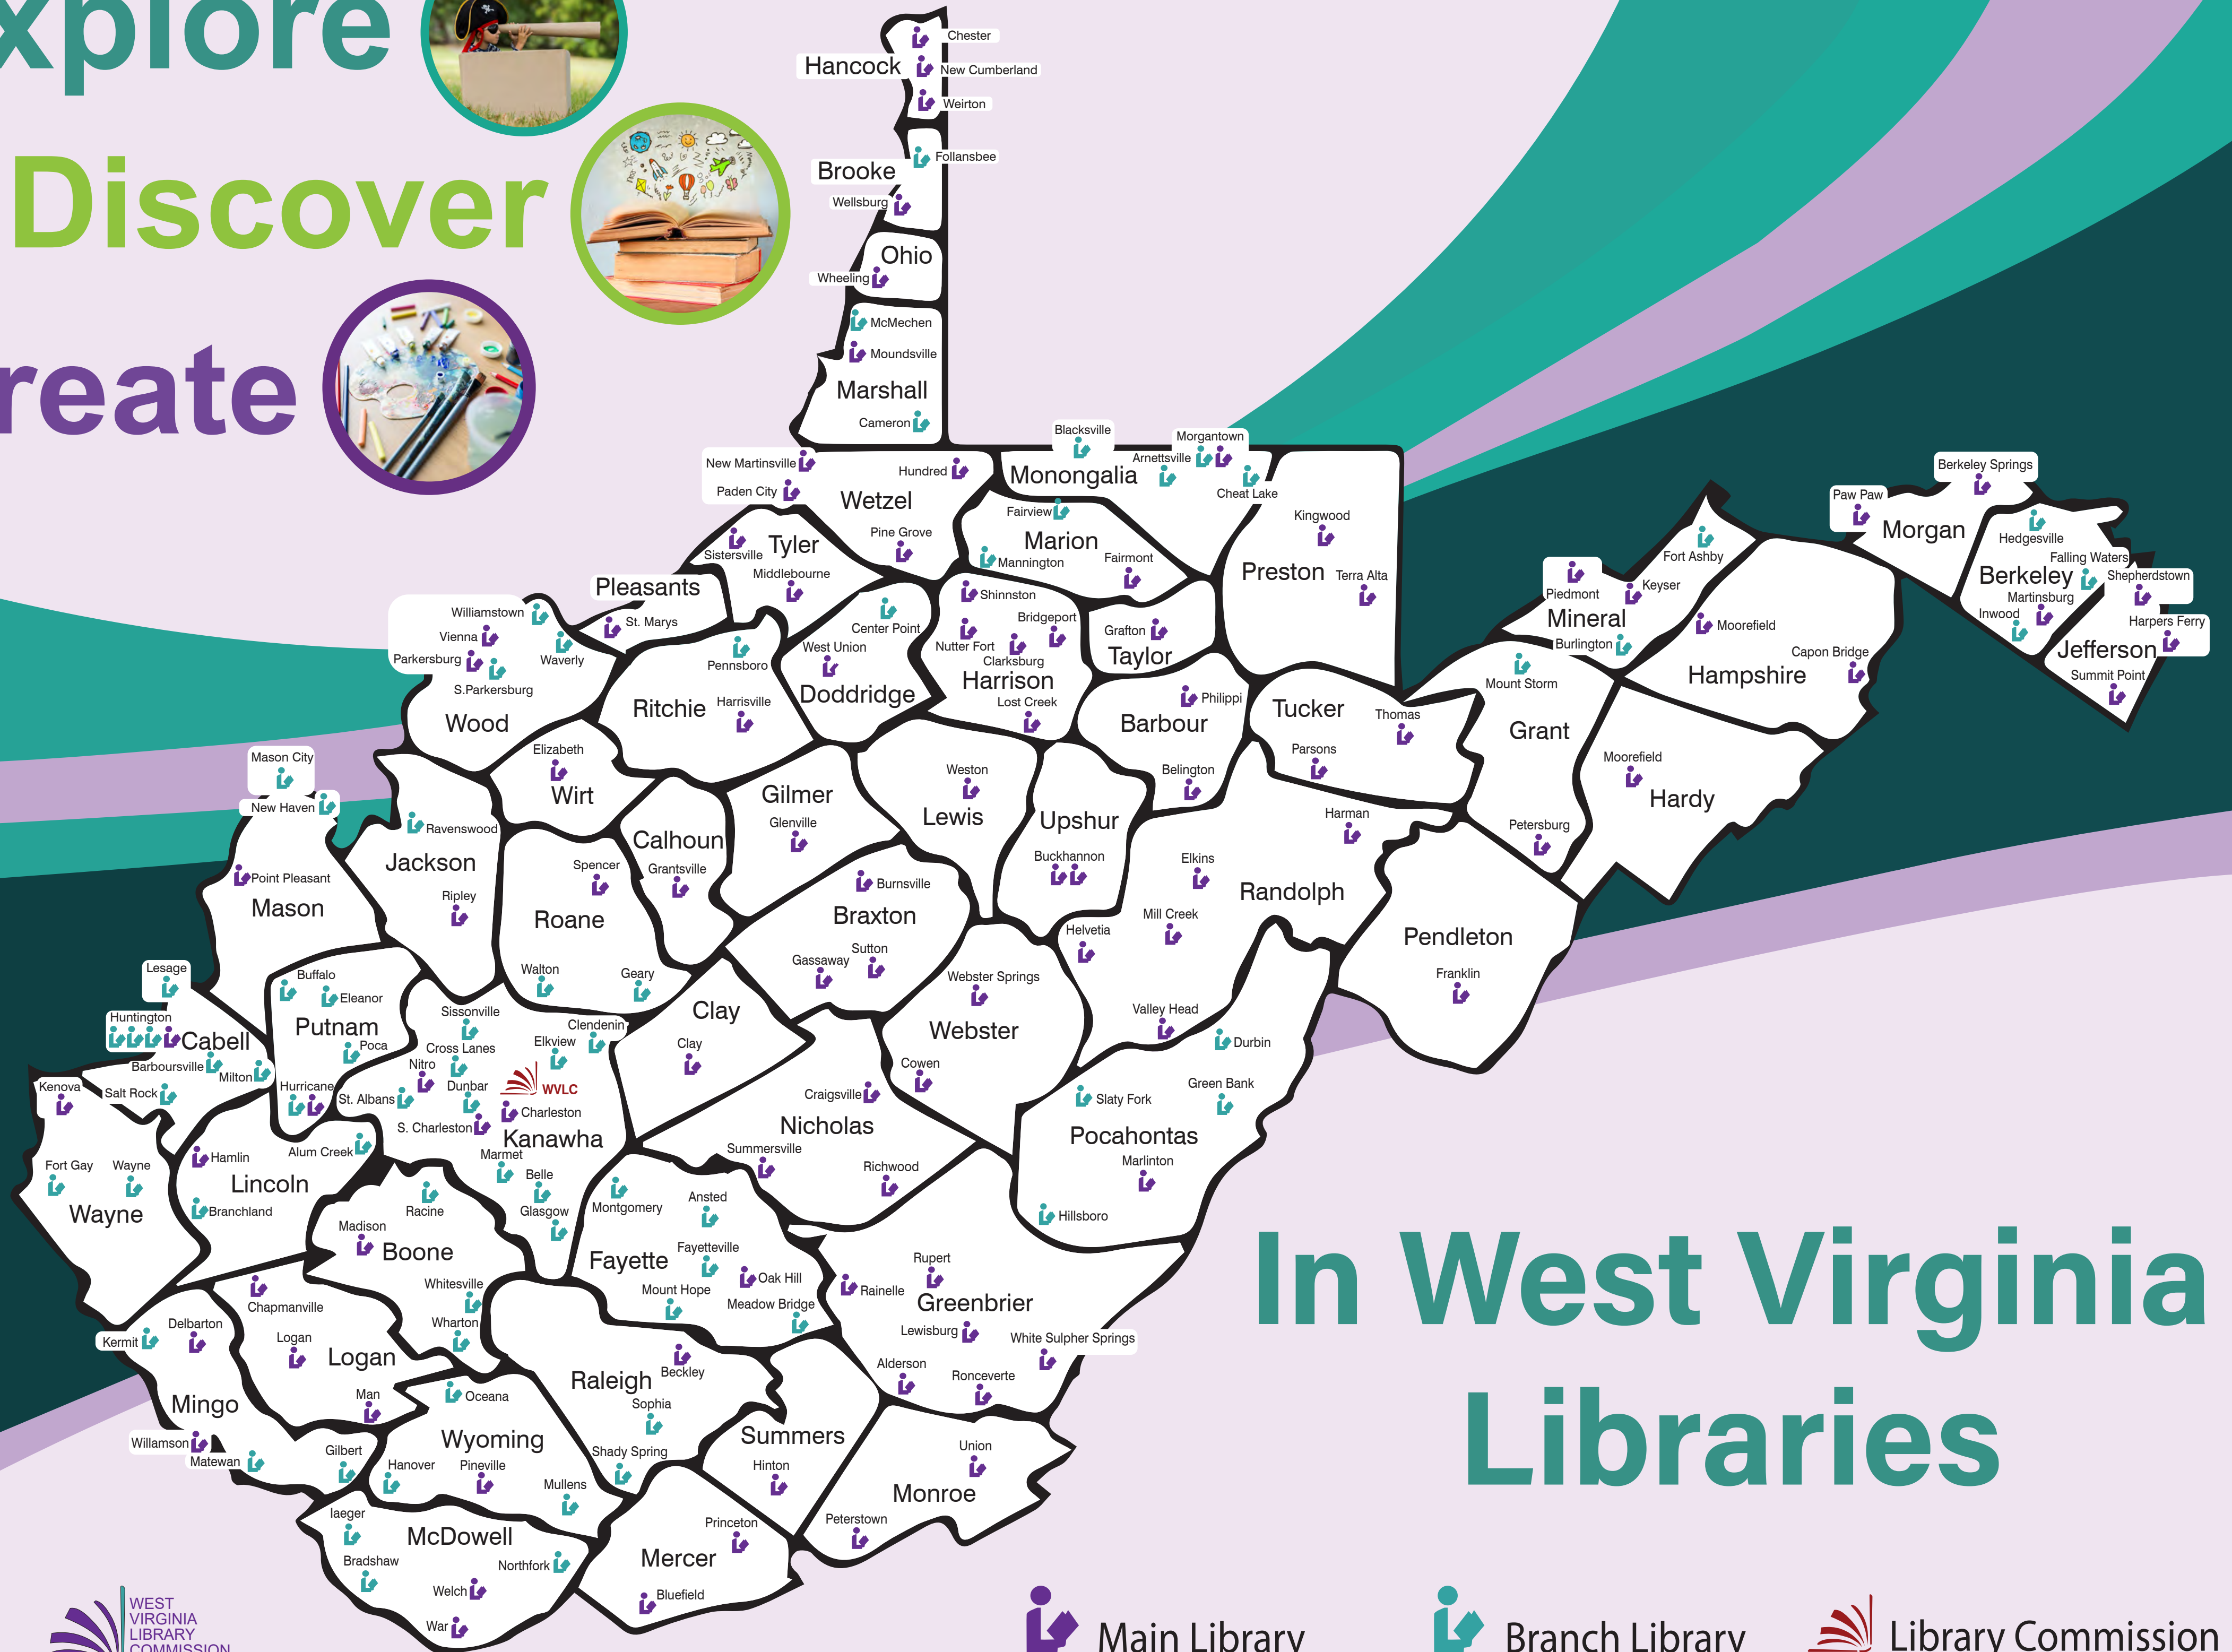 xplore
Discover
reate
Chester
Hancock
New Cumberland
Weirton
Follansbee
Brooke
Wellsburg
Ohio
Wheeling
McMechen
Moundsville
Marshall
Cameron
Blacksville
Morgantown
New Martinsville
Hundred
Arnettsville
Monongalia
Cheat Lake
Paden City
Wetzel
Pine Grove
Fairview
Marion
Mannington
Fairmont
Kingwood
Preston
Terra Alta
Sistersville
Tyler
Middlebourne
Pleasants
St. Marys
Williamstown
Vienna
Parkersburg
Waverly
S.Parkersburg
Wood
Pennsboro
Ritchie
Harrisville
Center Point
West Union
Doddridge
Shinnston
Bridgeport
Nutter Fort
Clarksburg
Harrison
Lost Creek
Grafton
Taylor
Philippi
Barbour
Belington
Tucker
Thomas
Parsons
Berkeley Springs
Paw Paw
Morgan
Hedgesville
Falling Waters
Berkeley
Shepherdstown
Martinsburg
Inwood
Harpers Ferry
Jefferson
Summit Point
Fort Ashby
Piedmont
Keyser
Mineral
Burlington
Moorefield
Capon Bridge
Hampshire
Mount Storm
Grant
Petersburg
Moorefield
Hardy
Mason City
New Haven
Point Pleasant
Mason
Ravenswood
Jackson
Ripley
Elizabeth
Wirt
Spencer
Roane
Walton
Geary
Calhoun
Grantsville
Gilmer
Glenville
Weston
Lewis
Upshur
Buckhannon
Harman
Elkins
Randolph
Mill Creek
Helvetia
Valley Head
Pendleton
Franklin
Burnsville
Braxton
Sutton
Gassaway
Webster Springs
Webster
Cowen
Clay
Clay
Lesage
Huntington
Cabell
Barboursville
Milton
Salt Rock
Buffalo
Eleanor
Putnam
Poca
Hurricane
Sissonville
Clendenin
Cross Lanes
Elkview
Nitro
Dunbar
WVLC
St. Albans
Charleston
S. Charleston
Kanawha
Marmet
Belle
Glasgow
Kenova
Fort Gay
Wayne
Wayne
Hamlin
Alum Creek
Lincoln
Branchland
Racine
Madison
Boone
Whitesville
Wharton
Craigsville
Nicholas
Summersville
Richwood
Durbin
Green Bank
Slaty Fork
Pocahontas
Marlinton
Hillsboro
Montgomery
Ansted
Fayette
Fayetteville
Oak Hill
Mount Hope
Meadow Bridge
Rupert
Rainelle
Greenbrier
Lewisburg
White Sulpher Springs
Alderson
Ronceverte
Chapmanville
Logan
Logan
Man
Delbarton
Kermit
Mingo
Willamson
Matewan
Gilbert
Oceana
Wyoming
Hanover
Pineville
Mullens
Raleigh
Beckley
Sophia
Shady Spring
Summers
Hinton
Union
Monroe
Peterstown
Iaeger
McDowell
Bradshaw
Northfork
Welch
War
Princeton
Mercer
Bluefield
In West Virginia
Libraries
WEST
VIRGINIA
LIBRARY
COMMISSION
Main Library
Branch Library
Library Commission